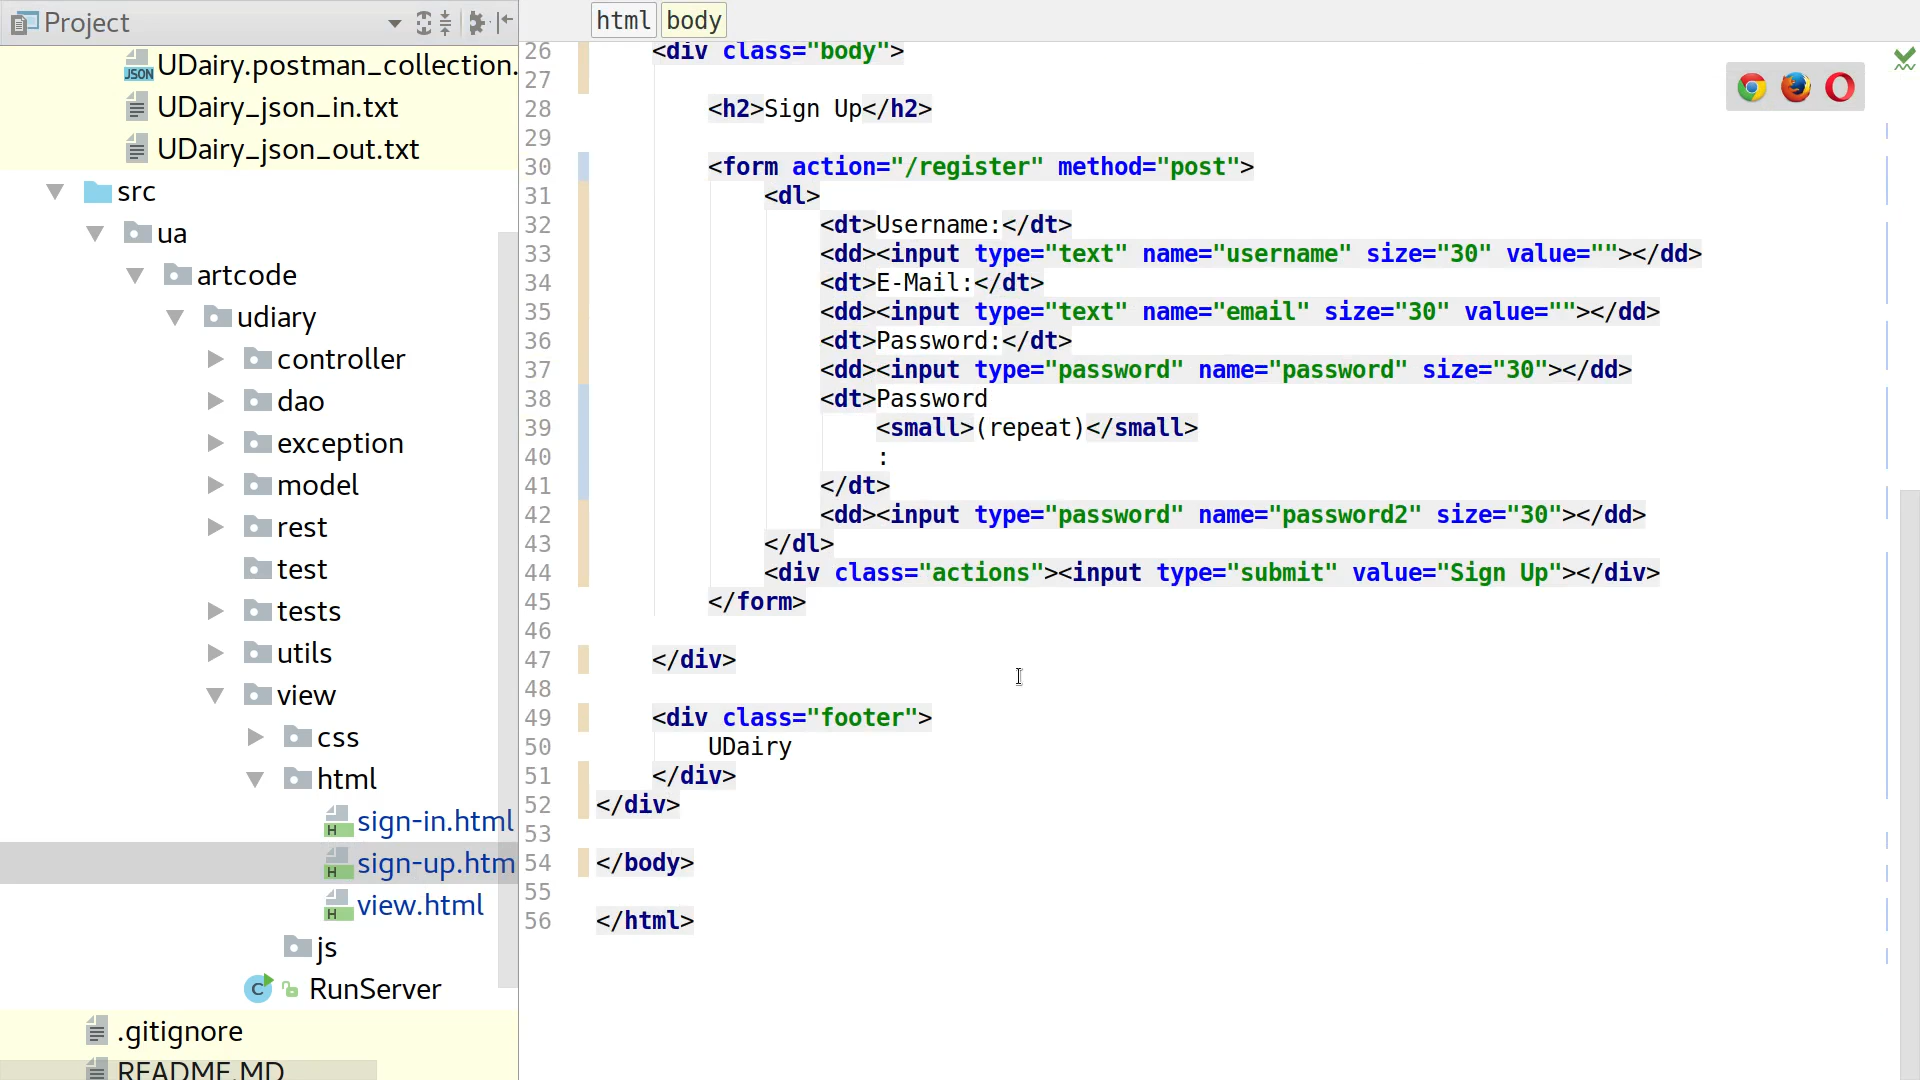 Project
JSON
UDairy.postman_collection.
UDairy_json_in.txt
UDairy_json_out.txt
src
ua
artcode
udiary
controller
dao
exception
model
rest
test
tests
utils
view
css
html
H
sign-in.html
H
sign-up.htm
H
view.html
js
C
RunServer
.gitignore
README.MD
html body
26 <div class="body">
27
28 <h2>Sign Up</h2>
29
30 <form action="/register" method="post">
31 <dl>
32 <dt>Username:</dt>
33 <dd><input type="text" name="username" size="30" value=""></dd>
34 <dt>E-Mail:</dt>
35 <dd><input type="text" name="email" size="30" value=""></dd>
36 <dt>Password:</dt>
37 <dd><input type="password" name="password" size="30"></dd>
38 <dt>Password
39 <small>(repeat)</small>
40 :
41 </dt>
42 <dd><input type="password" name="password2" size="30"></dd>
43 </dl>
44 <div class="actions"><input type="submit" value="Sign Up"></div>
45 </form>
46
47 </div>
48
49 <div class="footer">
50 UDairy
51 </div>
52 </div>
53
54 </body>
55
56 </html>